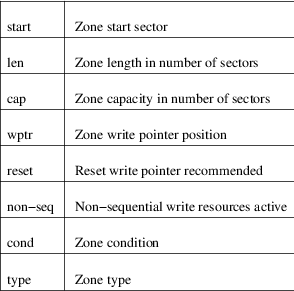 start Zone start sector
len Zone length in number of sectors
cap Zone capacity in number of sectors
wptr Zone write pointer position
reset Reset write pointer recommended
non−seq Non−sequential write resources active
cond Zone condition
type Zone type